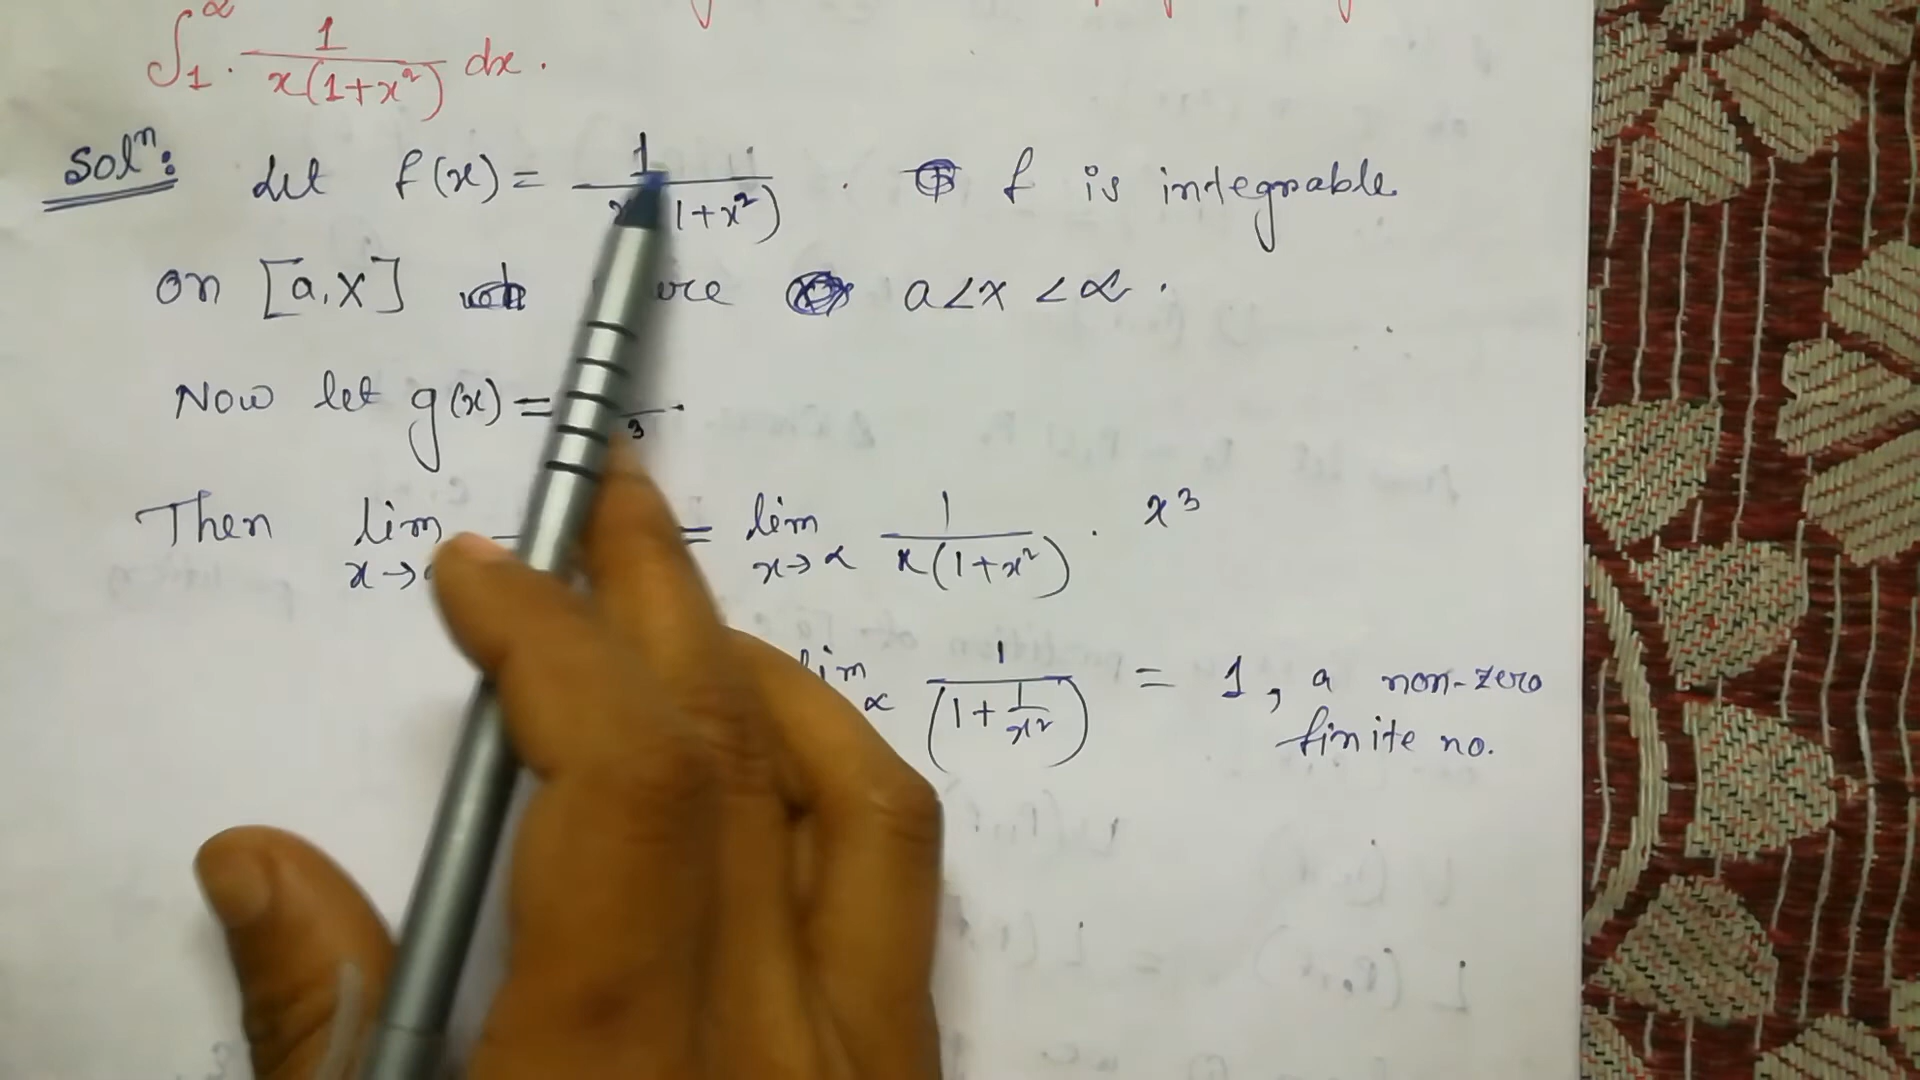 ∫₁^∝ 1/x(1+x²) dx.
Solⁿ: Let f(x) = 1/ (1+x²) . f is integrable
on [a,X] a<x<∝.
Now let g(x) =
Then lim x→ = lim x→∝ 1/x(1+x²) . x³
lim ∝ 1/(1+1/x²) = 1, a non-zero
finite no.